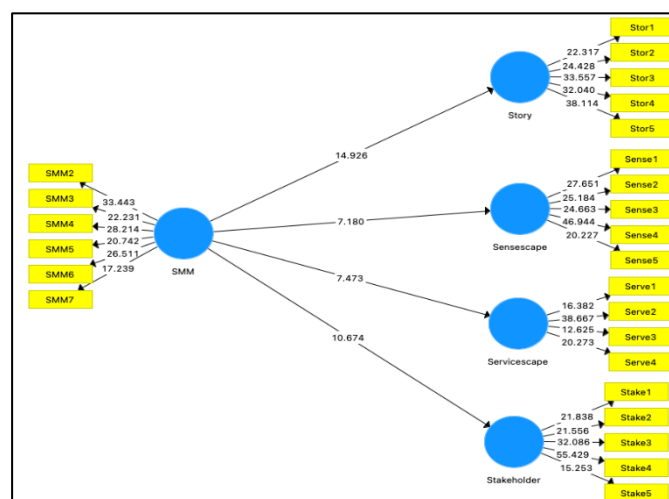 Stor1
22.317
Stor2
24.428
33.557
Stor3
32.040
Stor4
38.114
Stor5
Story
14.926
SMM2
33.443
SMM3
22.231
SMM4
28.214
SMM5
20.742
26.511
SMM6
17.239
SMM7
SMM
Sense1
27.651
Sense2
25.184
24.663
Sense3
46.944
Sense4
20.227
Sense5
7.180
Sensescape
7.473
Serve1
16.382
Serve2
38.667
12.625
Serve3
20.273
Serve4
Servicescape
10.674
Stake1
21.838
Stake2
21.556
32.086
Stake3
55.429
Stake4
15.253
Stake5
Stakeholder